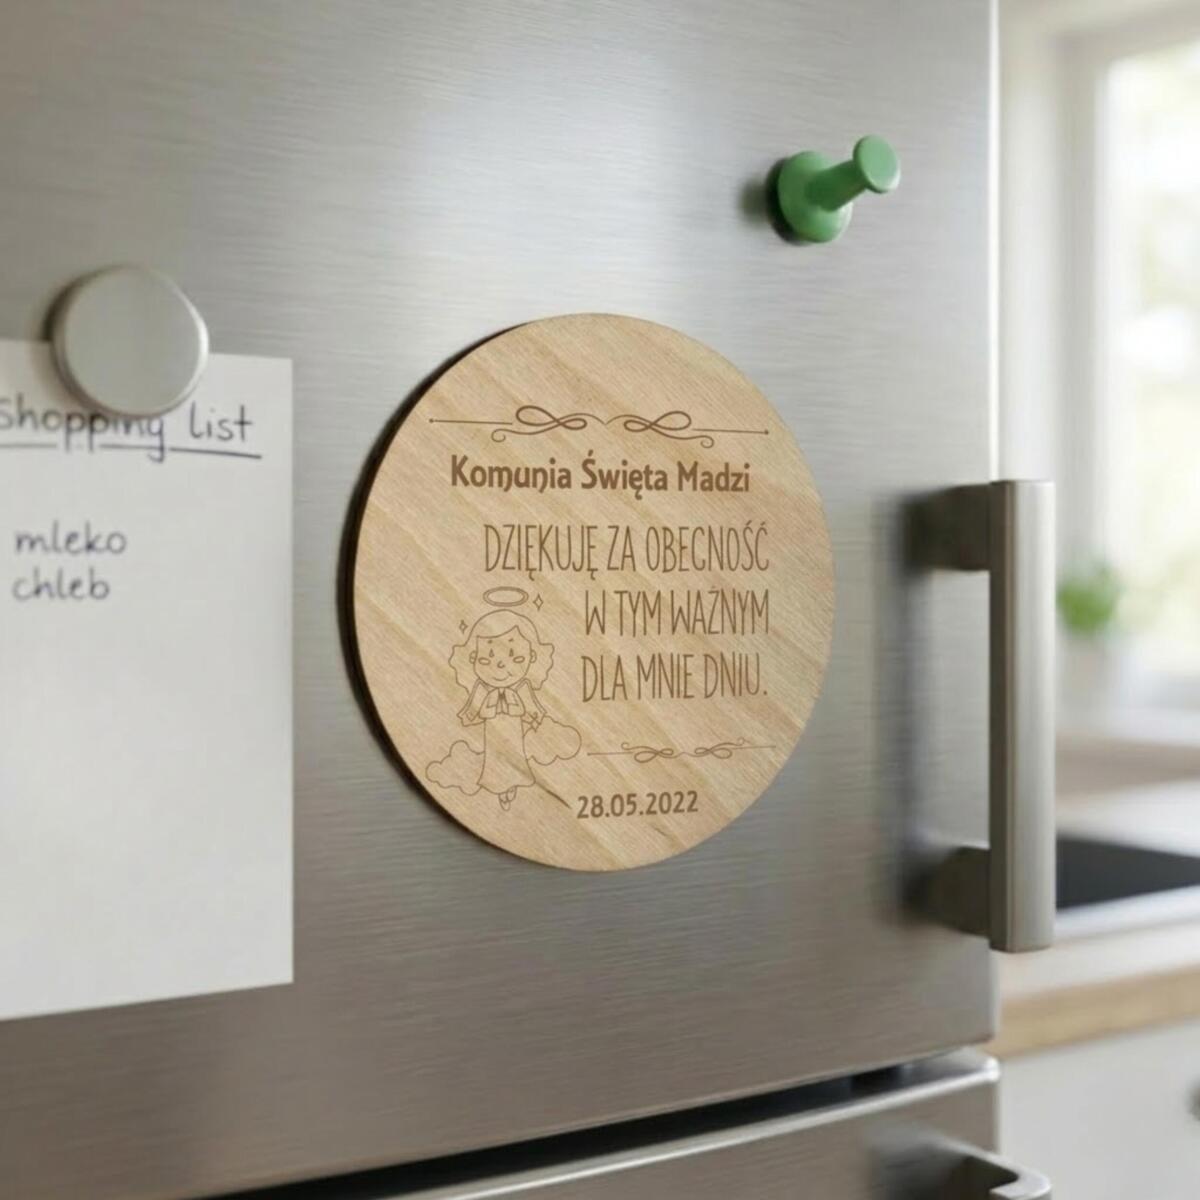 Shopping list
mleko
chleb
Komunia Święta Madzi
DZIĘKUJĘ ZA OBECNOŚĆ
W TYM WAŻNYM
DLA MNIE DNIU.
28.05.2022